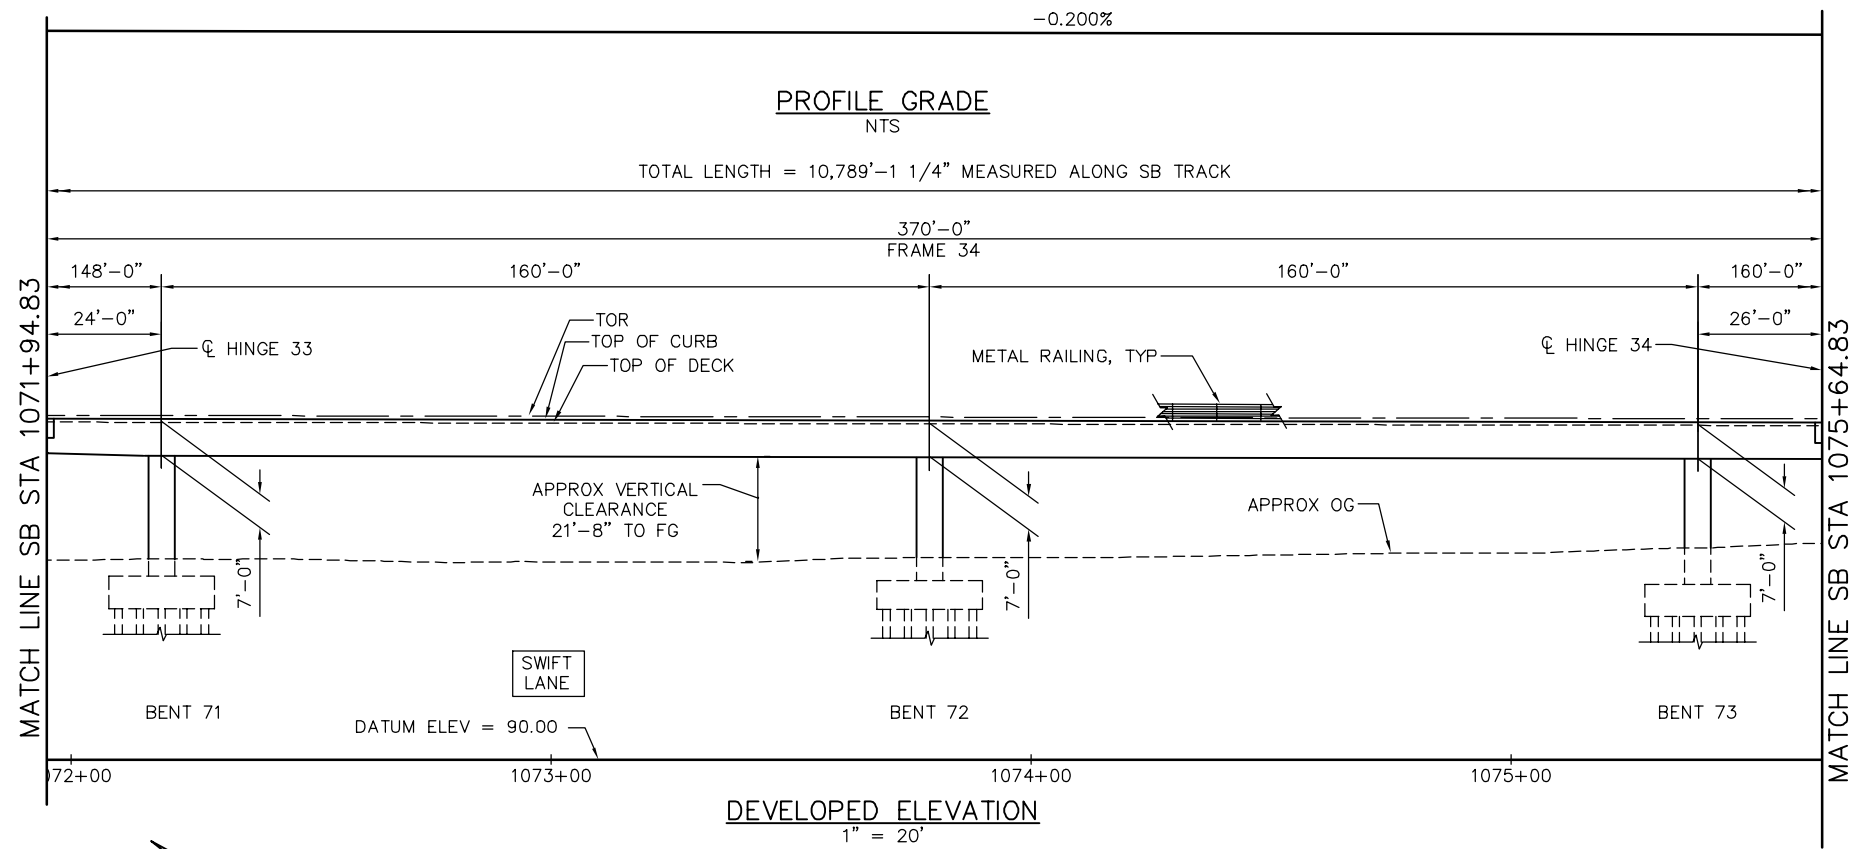 -0.200%
PROFILE GRADE
NTS
TOTAL LENGTH = 10,789'-1 1/4" MEASURED ALONG SB TRACK
370'-0"
FRAME 34
148'-0"
160'-0"
160'-0"
160'-0"
24'-0"
26'-0"
℄ HINGE 33
TOR
TOP OF CURB
TOP OF DECK
METAL RAILING, TYP
℄ HINGE 34
MATCH LINE SB STA 1071+94.83
MATCH LINE SB STA 1075+64.83
APPROX VERTICAL
CLEARANCE
21'-8" TO FG
APPROX OG
7'-0"
7'-0"
7'-0"
SWIFT
LANE
BENT 71
BENT 72
BENT 73
DATUM ELEV = 90.00
072+00
1073+00
1074+00
1075+00
DEVELOPED ELEVATION
1" = 20'